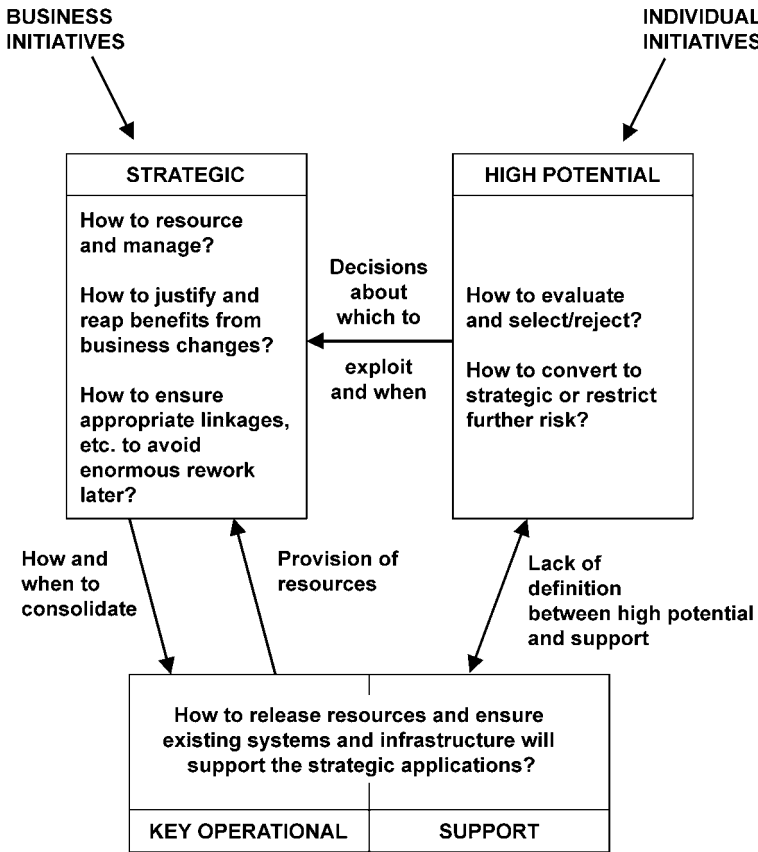 BUSINESS
INITIATIVES
INDIVIDUAL
INITIATIVES
STRATEGIC
How to resource
and manage?
How to justify and
reap benefits from
business changes?
How to ensure
appropriate linkages,
etc. to avoid
enormous rework
later?
Decisions
about
which to
exploit
and when
HIGH POTENTIAL
How to evaluate
and select/reject?
How to convert to
strategic or restrict
further risk?
How and
when to
consolidate
Provision of
resources
Lack of
definition
between high potential
and support
How to release resources and ensure
existing systems and infrastructure will
support the strategic applications?
KEY OPERATIONAL
SUPPORT